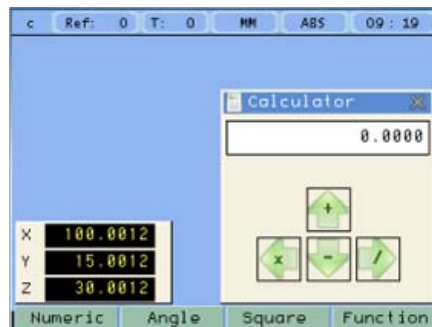 c Ref: 0 T: 0 MM ABS 09 : 19
Calculator
0.0000
+
x - /
X 100.0012
Y 15.0012
Z 30.0012
Numeric Angle Square Function